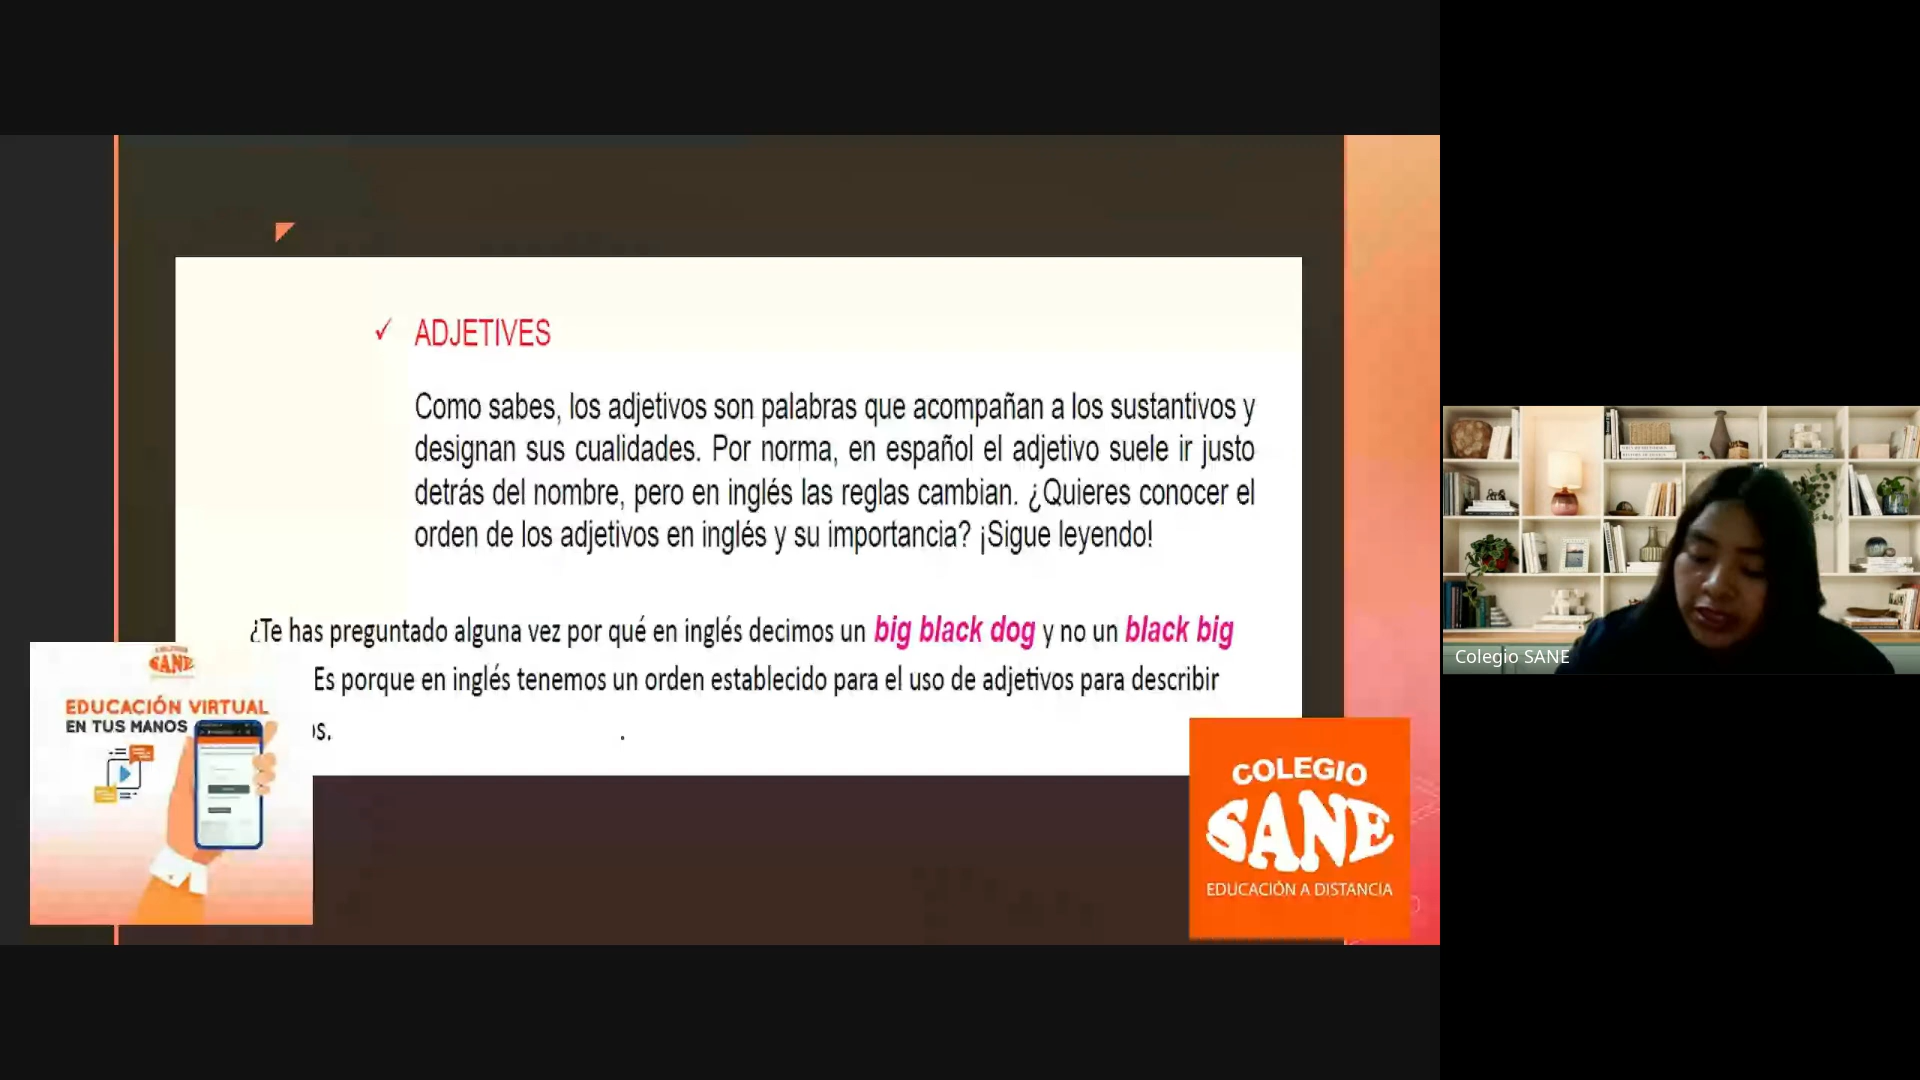 ✓ ADJETIVES
Como sabes, los adjetivos son palabras que acompañan a los sustantivos y
designan sus cualidades. Por norma, en español el adjetivo suele ir justo
detrás del nombre, pero en inglés las reglas cambian. ¿Quieres conocer el
orden de los adjetivos en inglés y su importancia? ¡Sigue leyendo!
¿Te has preguntado alguna vez por qué en inglés decimos un big black dog y no un black big
Es porque en inglés tenemos un orden establecido para el uso de adjetivos para describir
os.
.
SANE
EDUCACIÓN VIRTUAL
EN TUS MANOS
COLEGIO
SANE
EDUCACIÓN A DISTANCIA
Colegio SANE